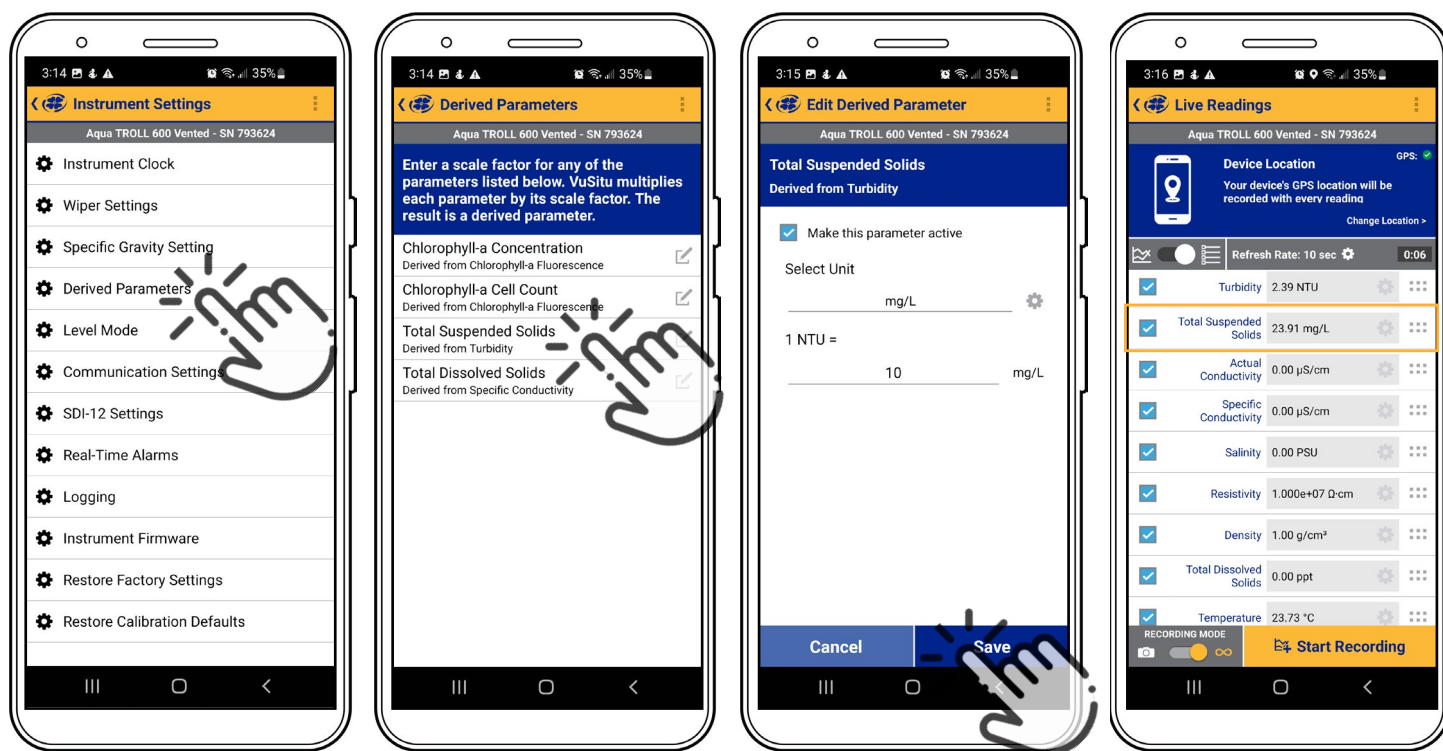 3:14
35%
Instrument Settings
Aqua TROLL 600 Vented - SN 793624
Instrument Clock
Wiper Settings
Specific Gravity Setting
Derived Parameters
Level Mode
Communication Settings
SDI-12 Settings
Real-Time Alarms
Logging
Instrument Firmware
Restore Factory Settings
Restore Calibration Defaults
3:14
35%
Derived Parameters
Aqua TROLL 600 Vented - SN 793624
Enter a scale factor for any of the
parameters listed below. VuSitu multiplies
each parameter by its scale factor. The
result is a derived parameter.
Chlorophyll-a Concentration
Derived from Chlorophyll-a Fluorescence
Chlorophyll-a Cell Count
Derived from Chlorophyll-a Fluorescence
Total Suspended Solids
Derived from Turbidity
Total Dissolved Solids
Derived from Specific Conductivity
3:15
35%
Edit Derived Parameter
Aqua TROLL 600 Vented - SN 793624
Total Suspended Solids
Derived from Turbidity
Make this parameter active
Select Unit
mg/L
1 NTU =
10 mg/L
Cancel
Save
3:16
35%
Live Readings
Aqua TROLL 600 Vented - SN 793624
GPS:
Device Location
Your device's GPS location will be
recorded with every reading
Change Location >
Refresh Rate: 10 sec
0:06
Turbidity 2.39 NTU
Total Suspended
Solids 23.91 mg/L
Actual
Conductivity 0.00 µS/cm
Specific
Conductivity 0.00 µS/cm
Salinity 0.00 PSU
Resistivity 1.000e+07 Ω·cm
Density 1.00 g/cm³
Total Dissolved
Solids 0.00 ppt
Temperature 23.73 °C
RECORDING MODE
Start Recording